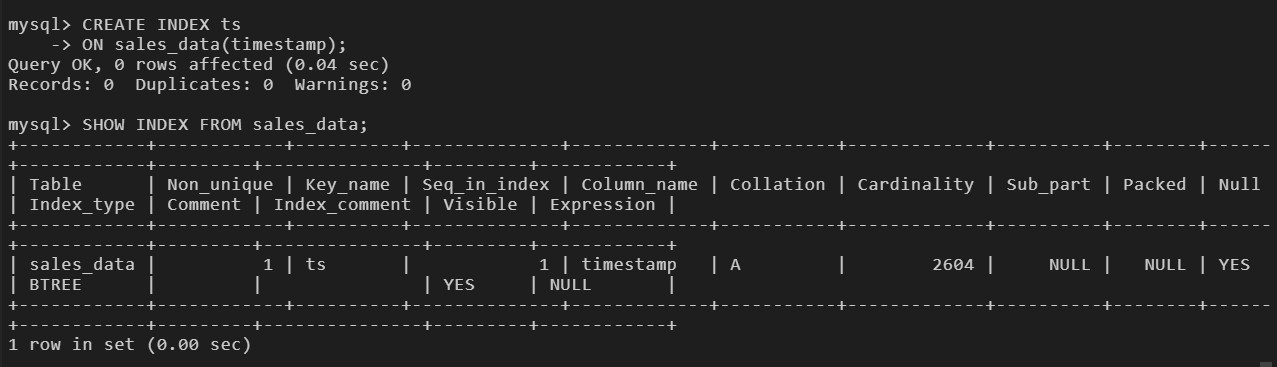 mysql> CREATE INDEX ts
    -> ON sales_data(timestamp);
Query OK, 0 rows affected (0.04 sec)
Records: 0  Duplicates: 0  Warnings: 0

mysql> SHOW INDEX FROM sales_data;
+------------+------------+----------+--------------+-------------+-----------+-------------+----------+--------+------
+------------+---------+---------------+---------+------------+
| Table      | Non_unique | Key_name | Seq_in_index | Column_name | Collation | Cardinality | Sub_part | Packed | Null
| Index_type | Comment | Index_comment | Visible | Expression |
+------------+------------+----------+--------------+-------------+-----------+-------------+----------+--------+------
+------------+---------+---------------+---------+------------+
| sales_data |          1 | ts       |            1 | timestamp   | A         |        2604 |     NULL |   NULL | YES
| BTREE      |         |               | YES     | NULL       |
+------------+------------+----------+--------------+-------------+-----------+-------------+----------+--------+------
+------------+---------+---------------+---------+------------+
1 row in set (0.00 sec)